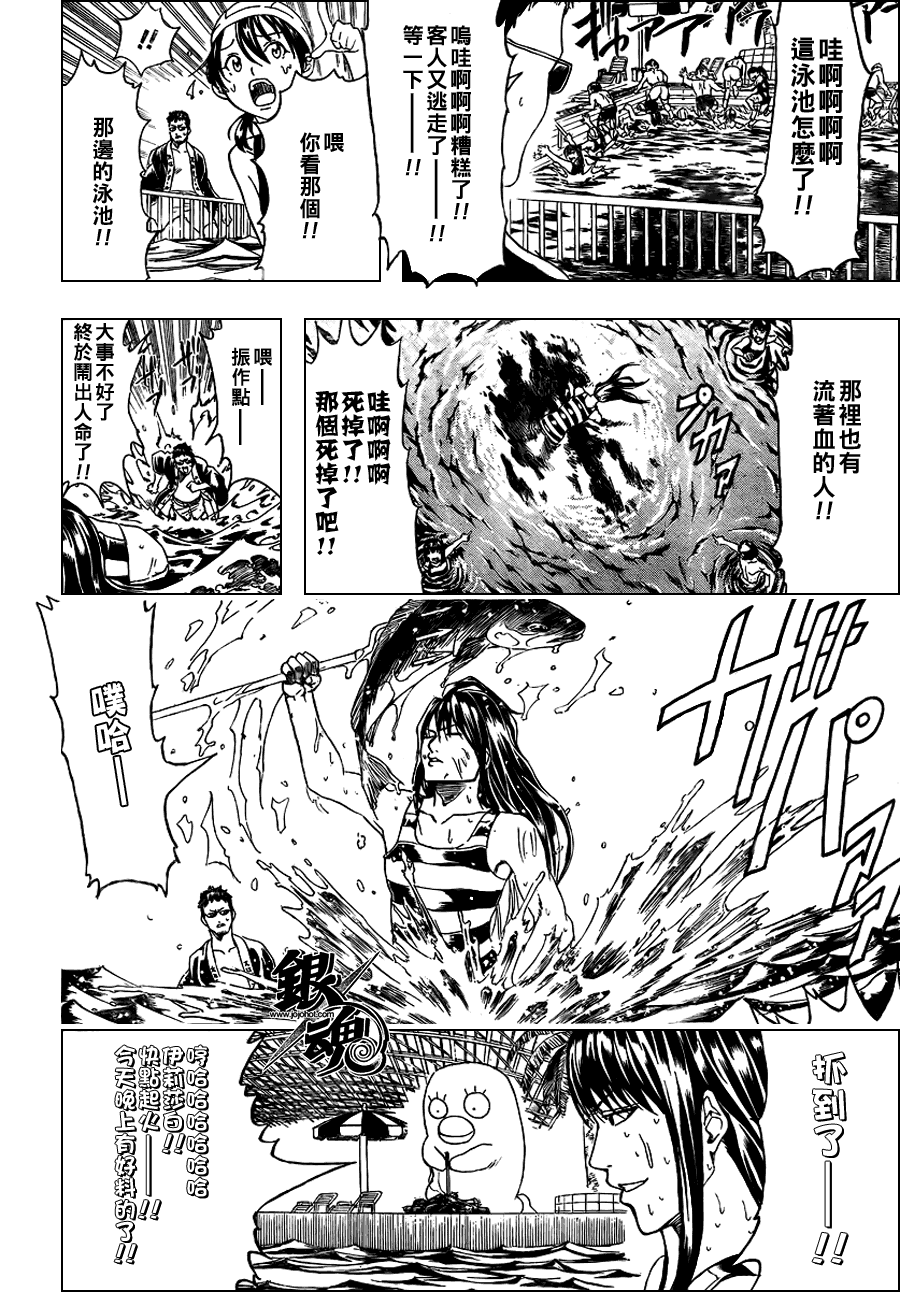 哇啊啊啊
這泳池怎麼了!!
嗚哇啊啊啊糟糕了!!
客人又逃走了——
等一下——!!
喂
你看那個!!
!!
那邊的泳池!!
那裡也有
流著血的人!!
哇啊啊啊
死掉了!!
那個死掉了吧!!
喂——
振作點——
大事不好了
終於鬧出人命了!!
噗哈—
抓到了——!!
哼哈哈哈哈哈哈
伊莉莎白!!
快點起火——!!
今天晚上有好料的了!!
銀魂
www.jojohot.com